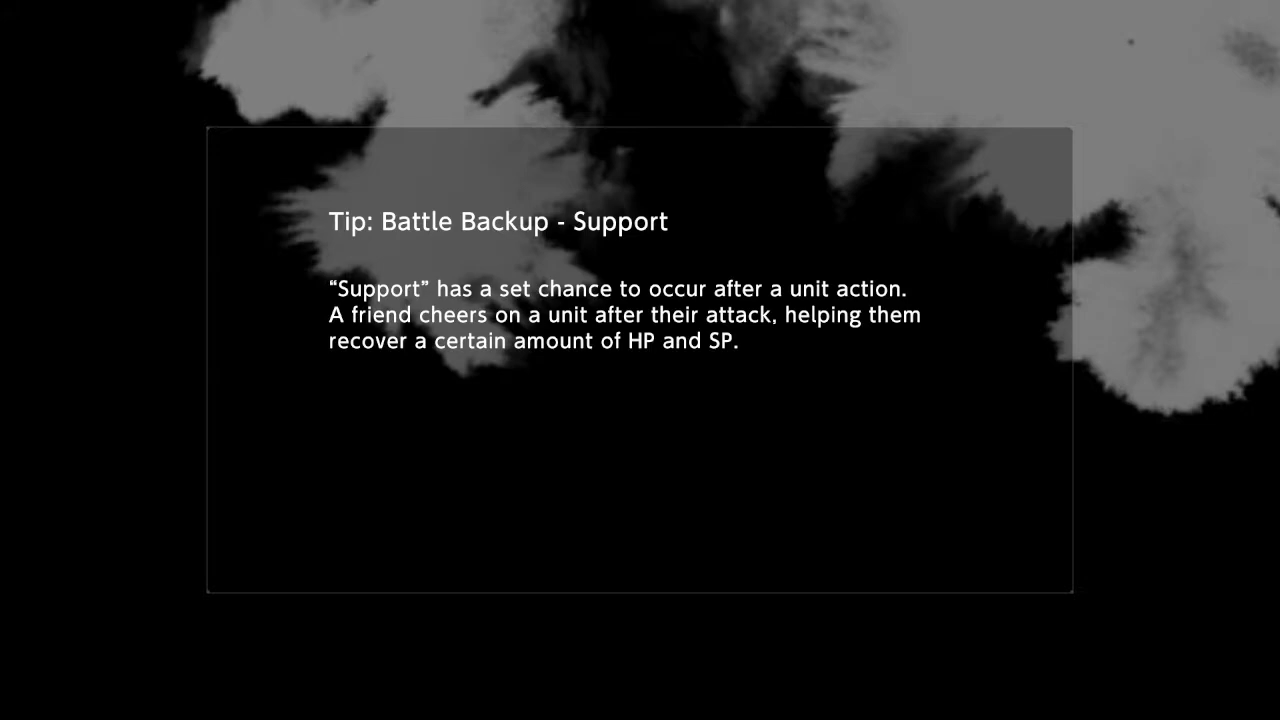 Tip: Battle Backup - Support
“Support” has a set chance to occur after a unit action.
A friend cheers on a unit after their attack, helping them
recover a certain amount of HP and SP.